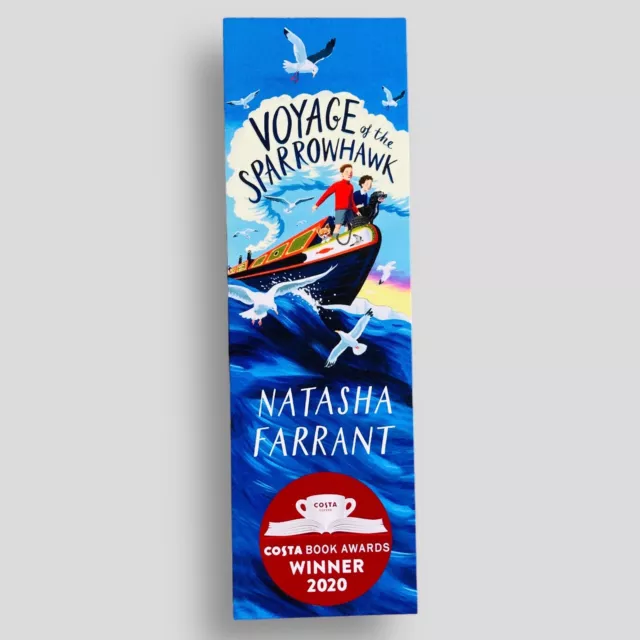 VOYAGE of the
SPARROWHAWK
NATASHA
FARRANT
COSTA
COSTA BOOK AWARDS
WINNER
2020